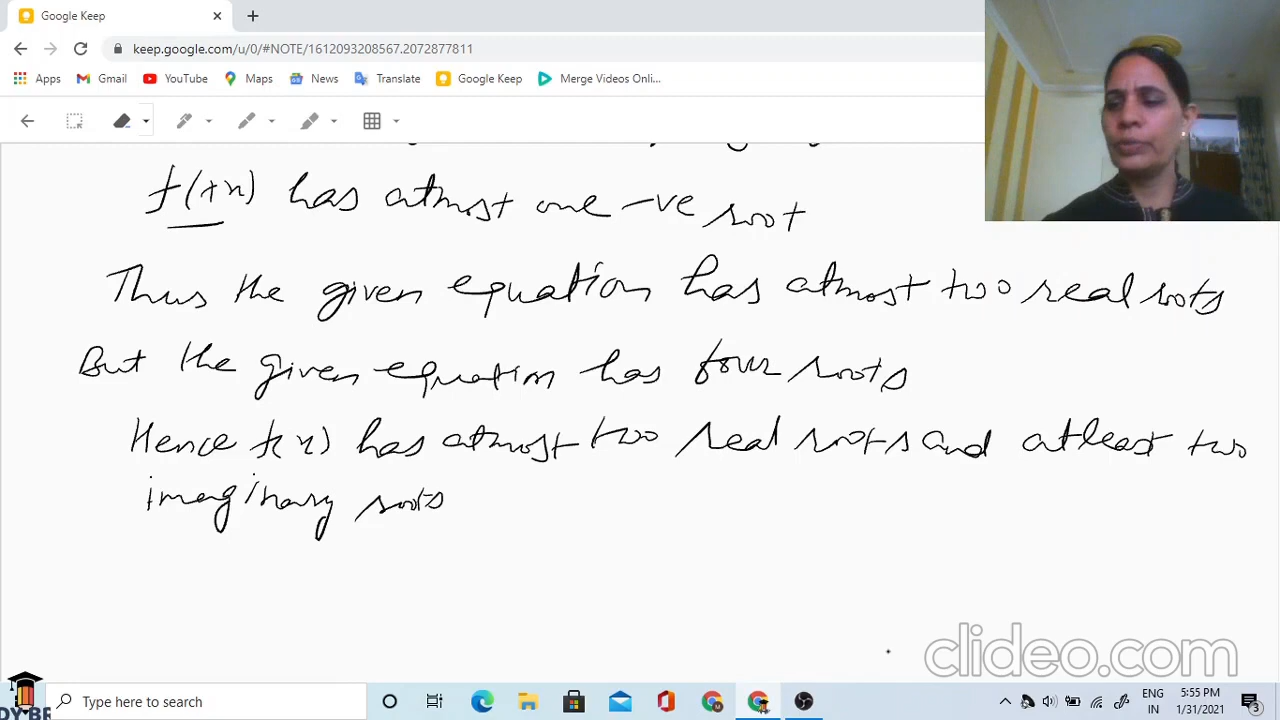 Google Keep
keep.google.com/u/0/#NOTE/1612093208567.2072877811
Apps Gmail YouTube Maps News Translate Google Keep Merge Videos Onli...
f(+x) has atmost one -ve root
Thus the given equation has atmost two real roots
But the given equation has four roots
Hence f(x) has atmost two real roots and atleast two
imaginary roots
clideo.com
DY BR
Type here to search
ENG
IN
5:55 PM
1/31/2021
3